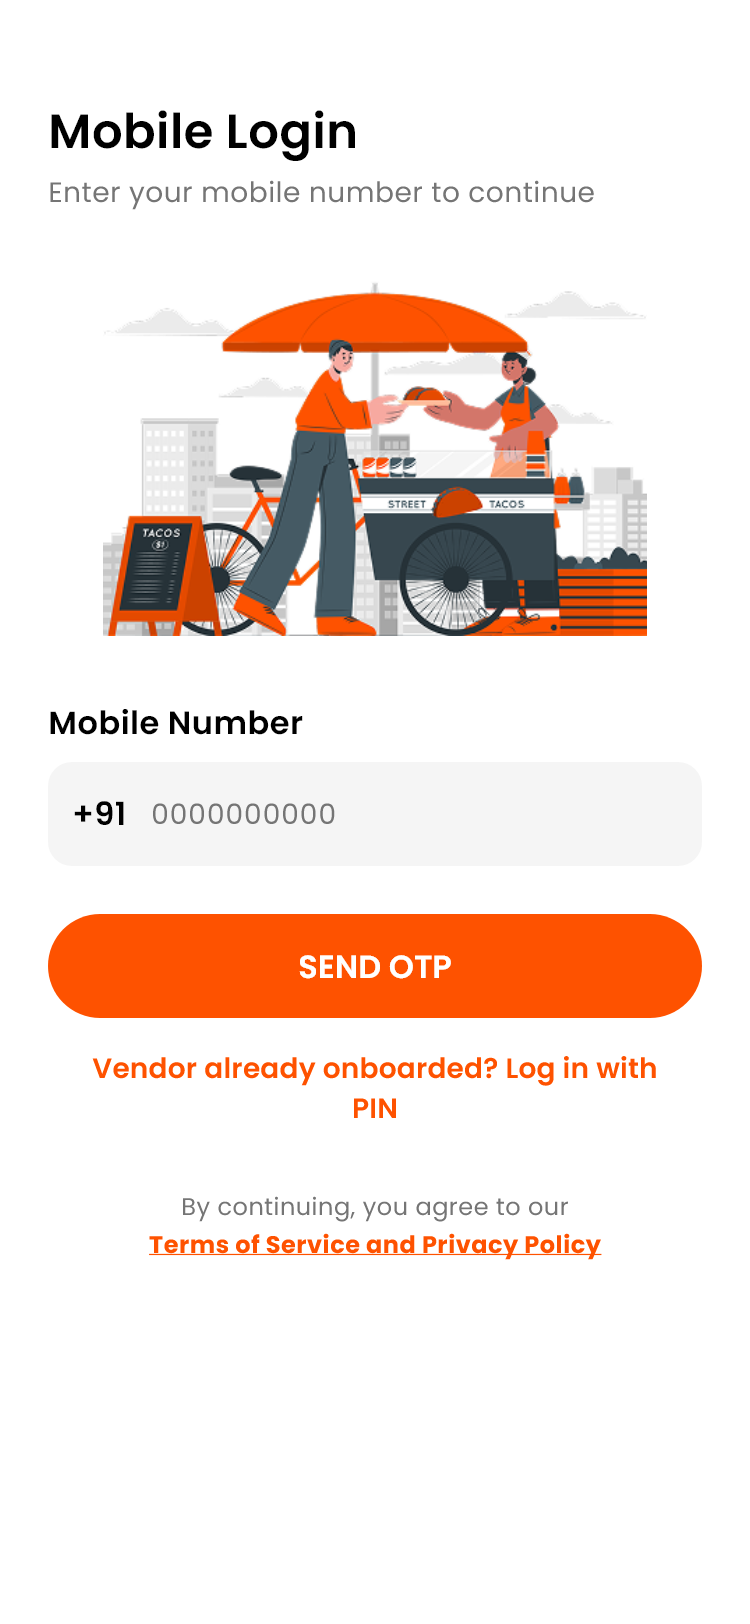 Mobile Login
Enter your mobile number to continue
TACOS
$1
STREET TACOS
Mobile Number
+91 0000000000
SEND OTP
Vendor already onboarded? Log in with
PIN
By continuing, you agree to our
Terms of Service and Privacy Policy